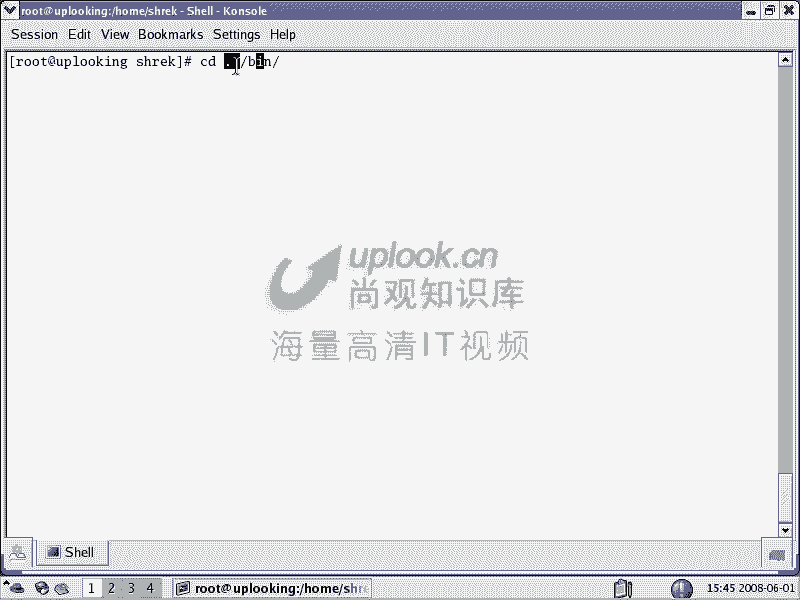 root@uplooking:/home/shrek - Shell - Konsole
Session Edit View Bookmarks Settings Help
[root@uplooking shrek]# cd ../bin/
uplook.cn
尚观知识库
海量高清IT视频
Shell
1 2 3 4 root@uplooking:/home/shre 15:45 2008-06-01